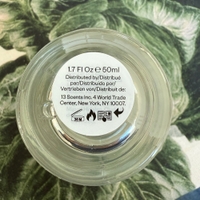 1.7 Fl Oz ℮ 50ml
Distributed by/Distribué
par/Distribuido por/
Vertrieben von/Distribuit de:
13 Scents Inc. 4 World Trade
Center, New York, NY 10007.